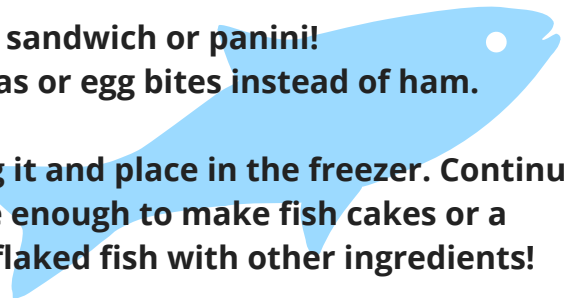 sandwich or panini!
as or egg bites instead of ham.
it and place in the freezer. Continu
enough to make fish cakes or a
flaked fish with other ingredients!